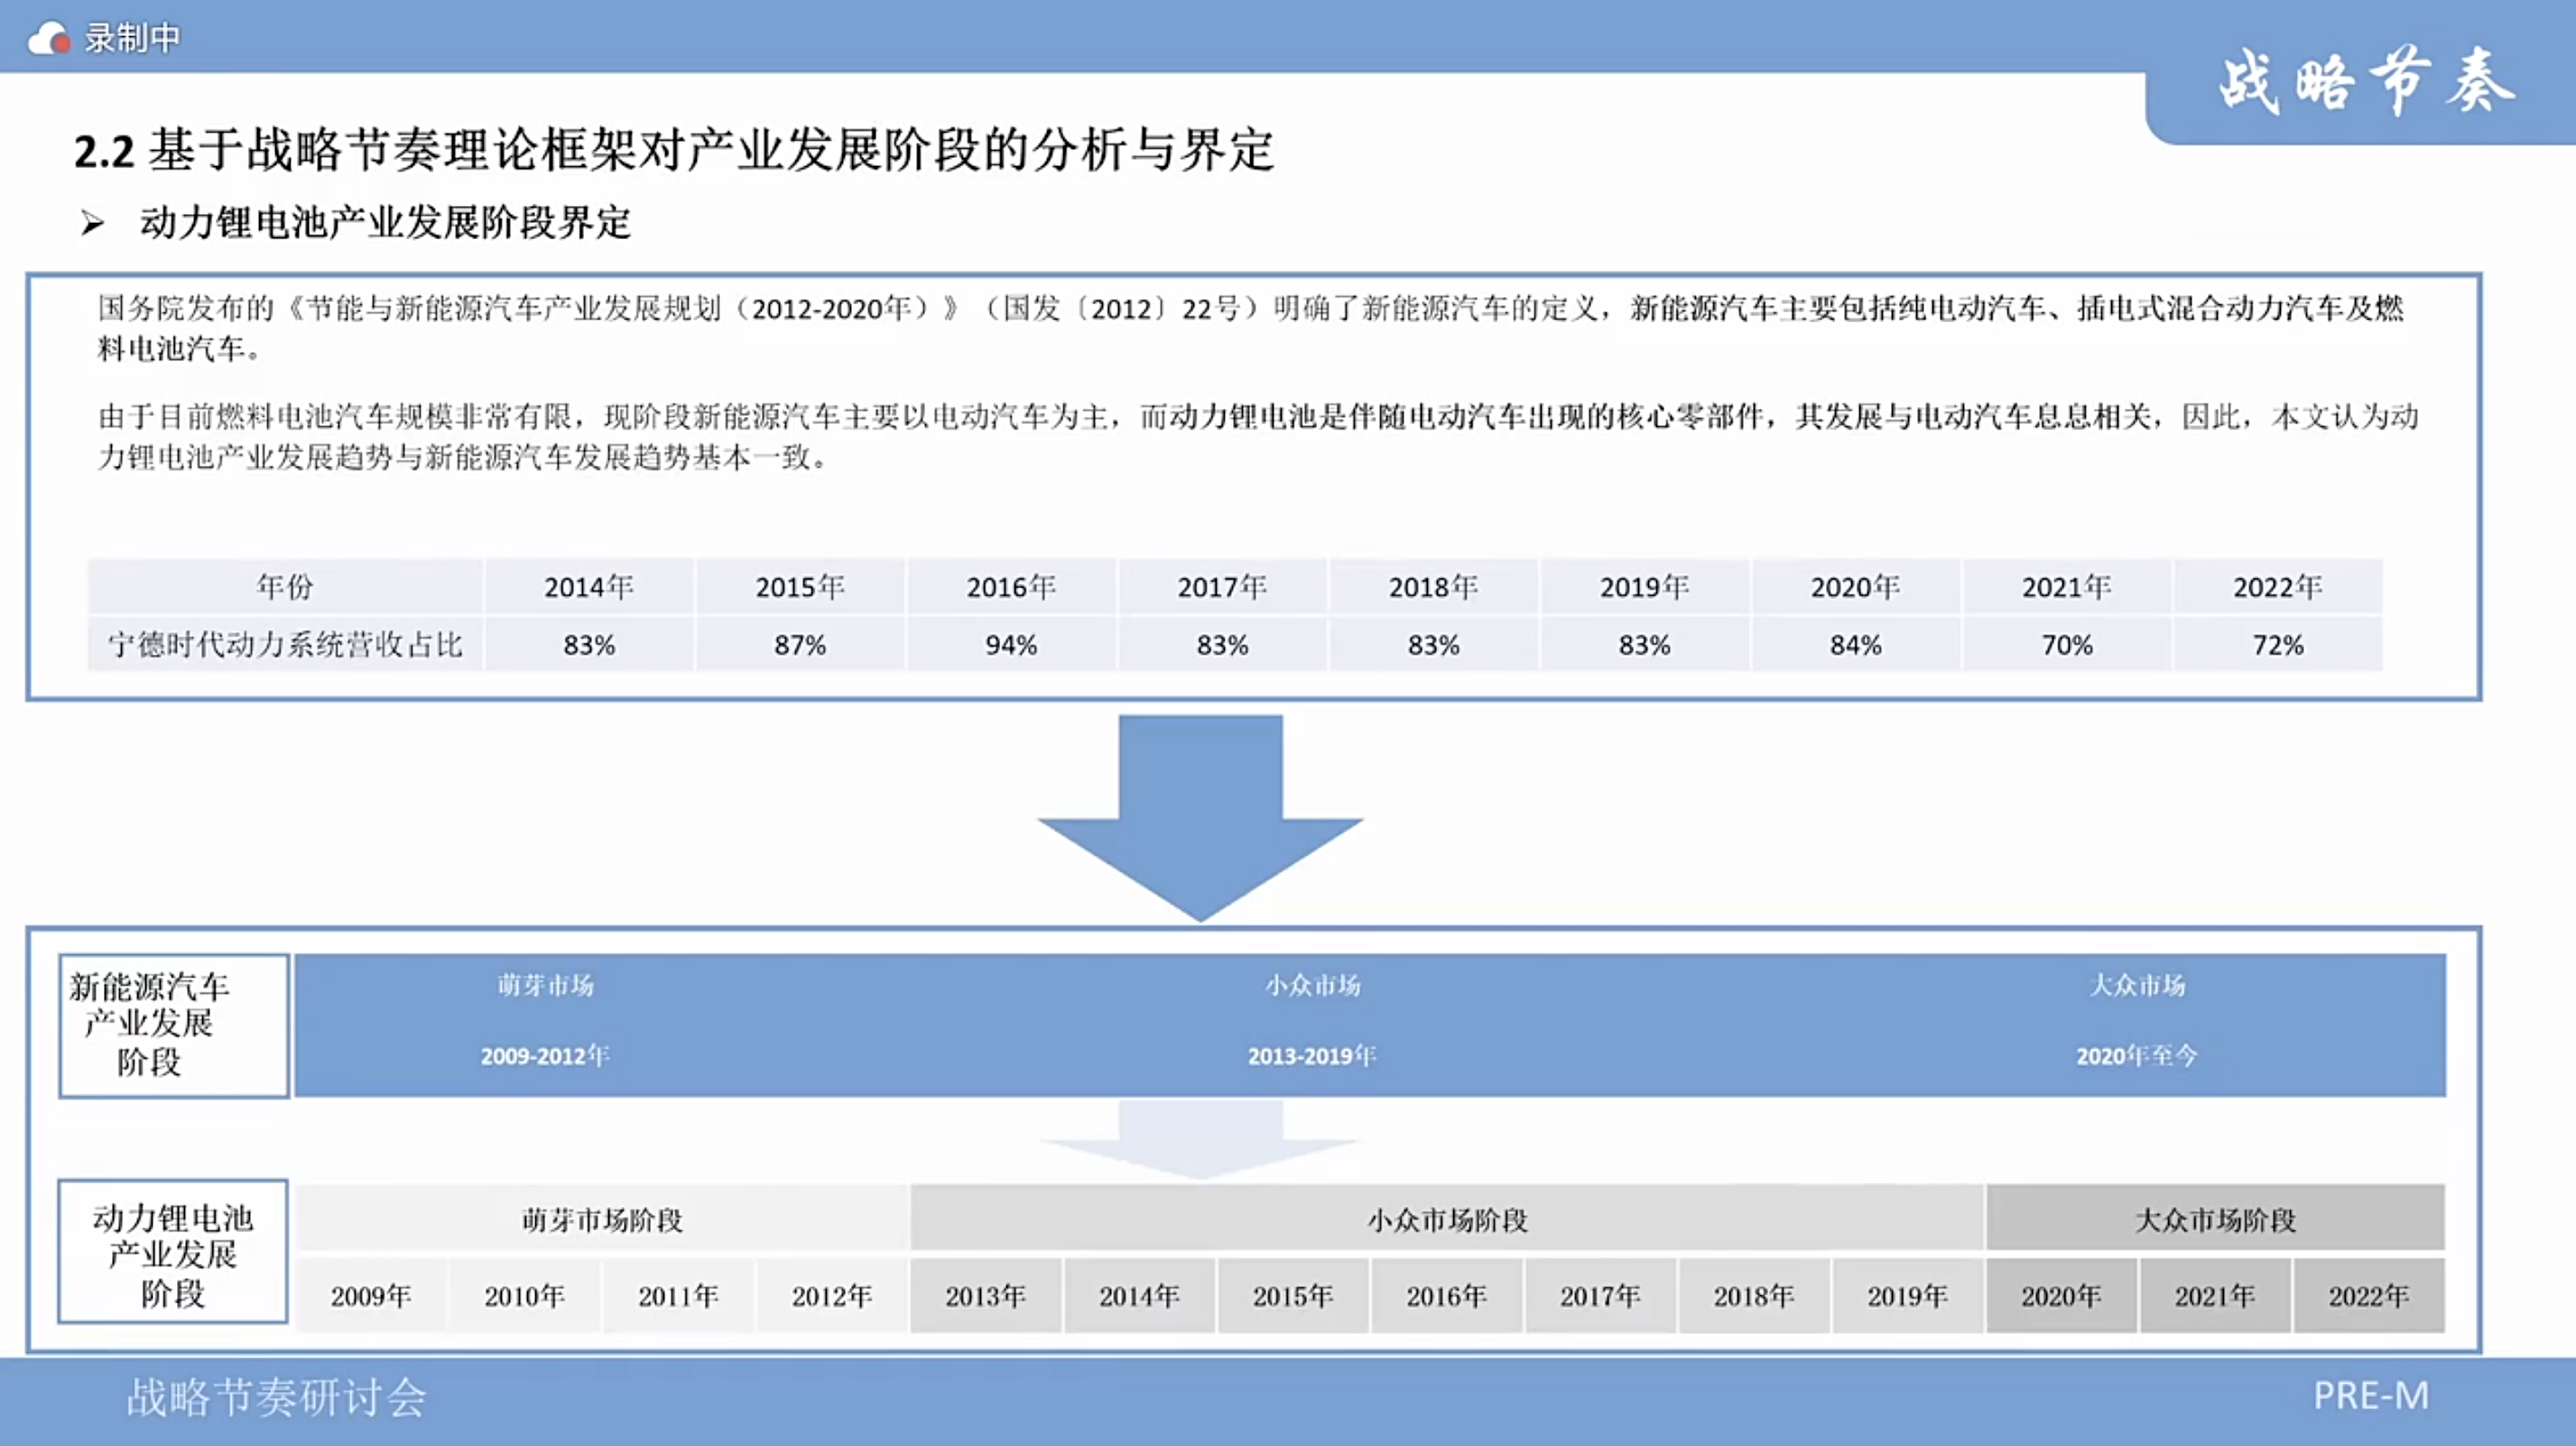 录制中
战略节奏
2.2 基于战略节奏理论框架对产业发展阶段的分析与界定
➢ 动力锂电池产业发展阶段界定
国务院发布的《节能与新能源汽车产业发展规划（2012-2020年）》（国发〔2012〕22号）明确了新能源汽车的定义，新能源汽车主要包括纯电动汽车、插电式混合动力汽车及燃
料电池汽车。
由于目前燃料电池汽车规模非常有限，现阶段新能源汽车主要以电动汽车为主，而动力锂电池是伴随电动汽车出现的核心零部件，其发展与电动汽车息息相关，因此，本文认为动
力锂电池产业发展趋势与新能源汽车发展趋势基本一致。
年份 2014年 2015年 2016年 2017年 2018年 2019年 2020年 2021年 2022年
宁德时代动力系统营收占比 83% 87% 94% 83% 83% 83% 84% 70% 72%
新能源汽车
产业发展
阶段
萌芽市场 小众市场 大众市场
2009-2012年 2013-2019年 2020年至今
动力锂电池
产业发展
阶段
萌芽市场阶段 小众市场阶段 大众市场阶段
2009年 2010年 2011年 2012年 2013年 2014年 2015年 2016年 2017年 2018年 2019年 2020年 2021年 2022年
战略节奏研讨会
PRE-M